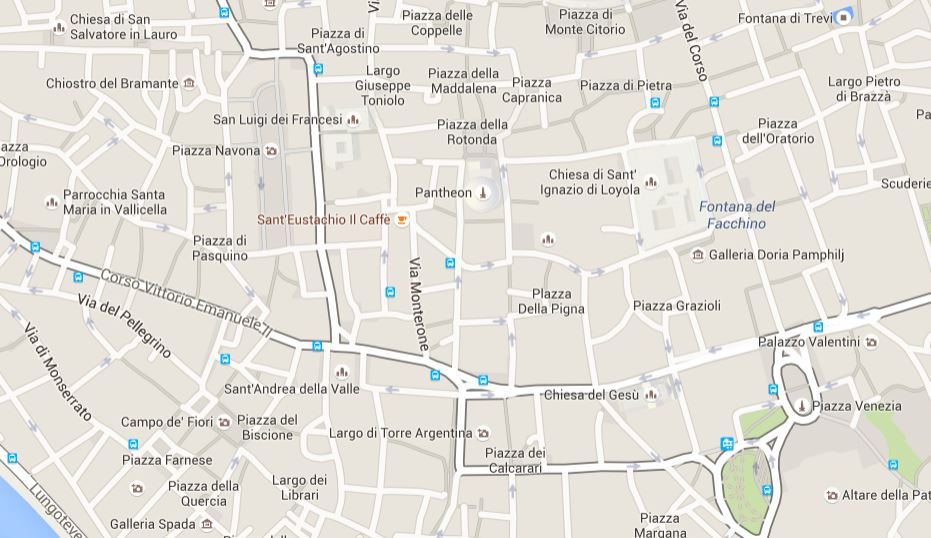 Chiesa di San
Salvatore in Lauro
Vi
Piazza delle
Coppelle
Piazza di
Monte Citorio
Via del Corso
Fontana di Trevi
Piazza di
Sant'Agostino
Chiostro del Bramante
Largo
Giuseppe
Toniolo
Piazza della
Maddalena
Piazza
Capranica
Piazza di Pietra
Largo Pietro
di Brazzà
San Luigi dei Francesi
Piazza della
Rotonda
Piazza
dell'Oratorio
iazza
Orologio
Piazza Navona
Parrocchia Santa
Maria in Vallicella
Pantheon
Chiesa di Sant'
Ignazio di Loyola
Scuderie
Sant'Eustachio Il Caffè
Fontana del
Facchino
Piazza di
Pasquino
Galleria Doria Pamphilj
Corso Vittorio Emanuele II
Via Monterone
Via del Pellegrino
PIazza
Della Pigna
Piazza Grazioli
Via di Monserrato
Palazzo Valentini
Sant'Andrea della Valle
Chiesa del Gesù
Piazza Venezia
Campo de' Fiori
Piazza del
Biscione
Largo di Torre Argentina
Piazza Farnese
Piazza dei
Calcarari
Piazza della
Quercia
Largo dei
Librari
Lungoteve
Altare della Pat
Galleria Spada
Piazza
Margana